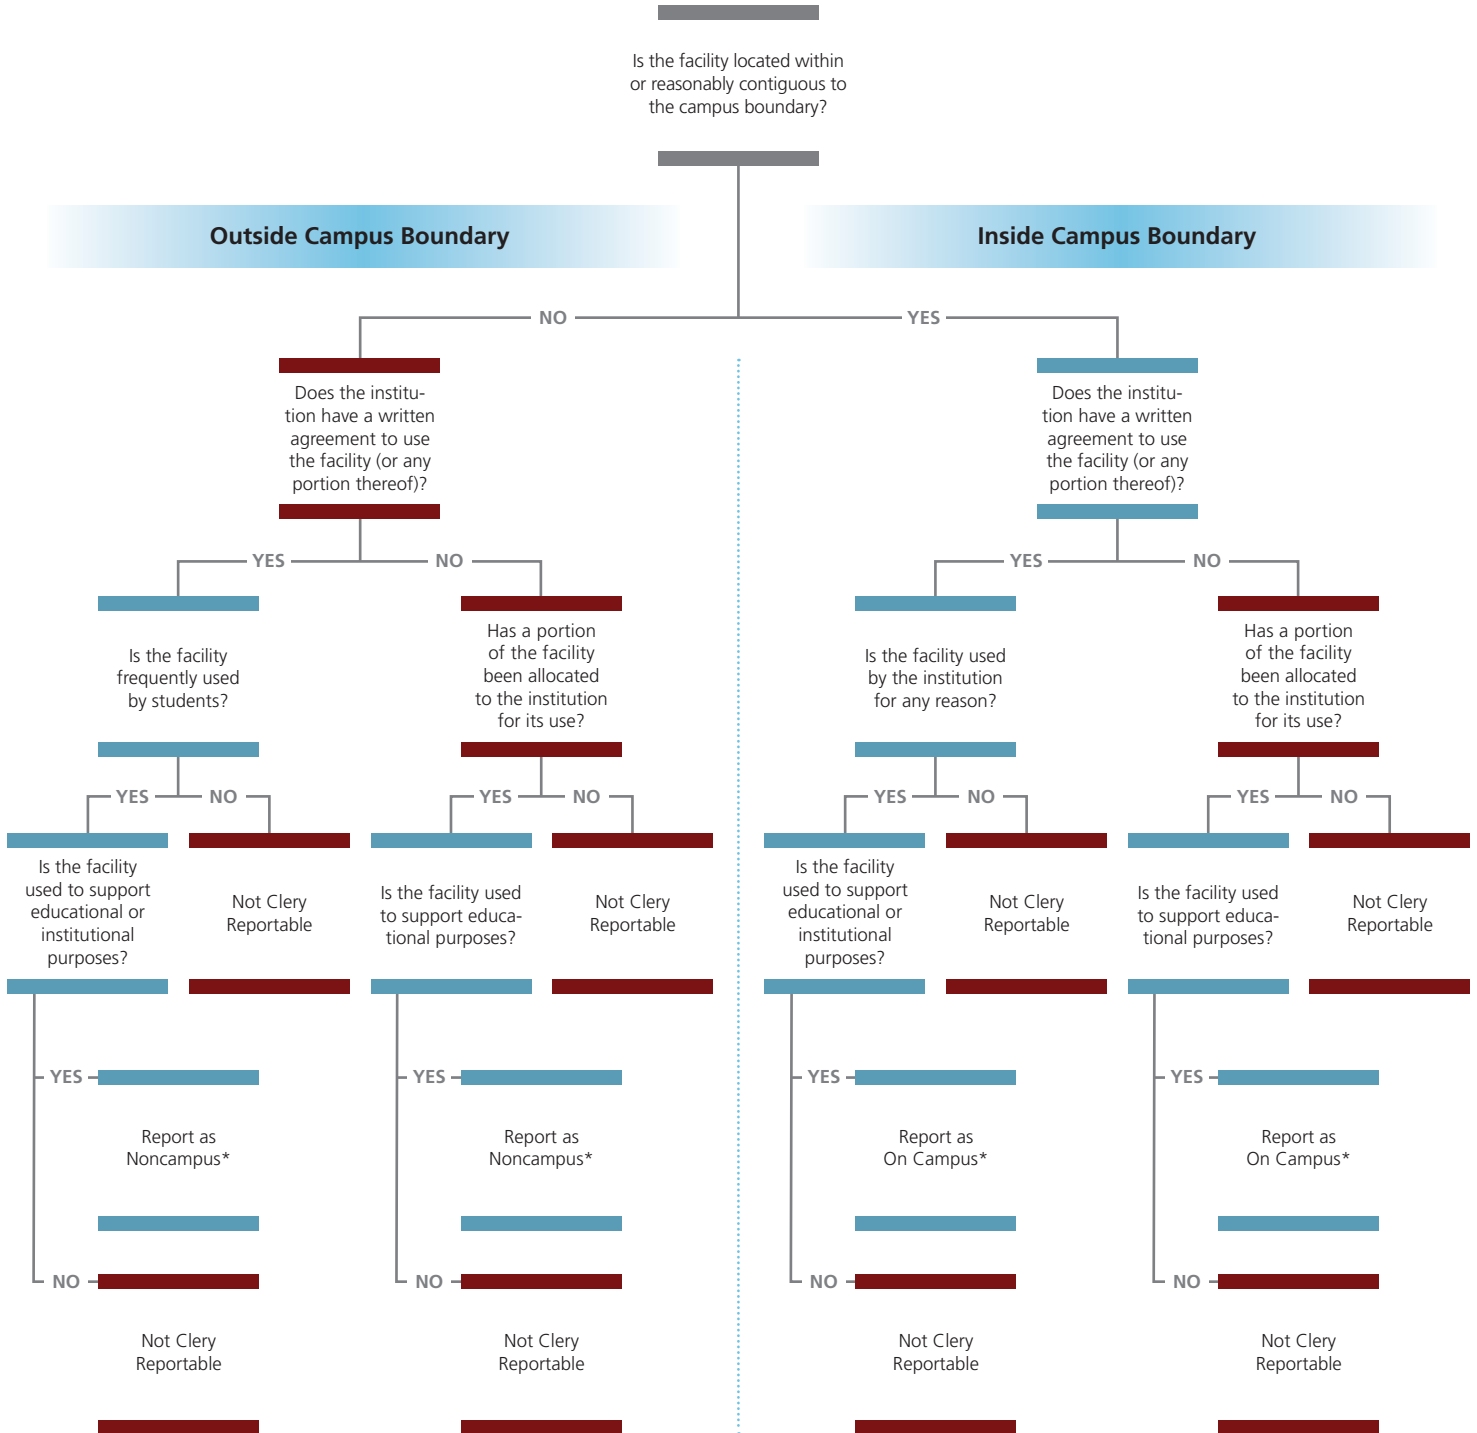 Is the facility located within
or reasonably contiguous to
the campus boundary?
Outside Campus Boundary
Inside Campus Boundary
NO
YES
Does the institu-
tion have a written
agreement to use
the facility (or any
portion thereof)?
Does the institu-
tion have a written
agreement to use
the facility (or any
portion thereof)?
YES
NO
YES
NO
Is the facility
frequently used
by students?
Has a portion
of the facility
been allocated
to the institution
for its use?
Is the facility used
by the institution
for any reason?
Has a portion
of the facility
been allocated
to the institution
for its use?
YES
NO
YES
NO
YES
NO
YES
NO
Is the facility
used to support
educational or
institutional
purposes?
Not Clery
Reportable
Is the facility used
to support educa-
tional purposes?
Not Clery
Reportable
Is the facility
used to support
educational or
institutional
purposes?
Not Clery
Reportable
Is the facility used
to support educa-
tional purposes?
Not Clery
Reportable
YES
Report as
Noncampus*
YES
Report as
Noncampus*
YES
Report as
On Campus*
YES
Report as
On Campus*
NO
Not Clery
Reportable
NO
Not Clery
Reportable
NO
Not Clery
Reportable
NO
Not Clery
Reportable